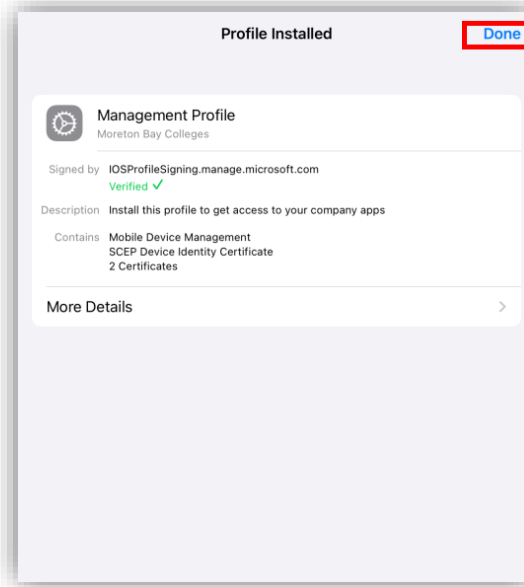 Profile Installed
Done
Management Profile
Moreton Bay Colleges
Signed by IOSProfileSigning.manage.microsoft.com
Verified ✓
Description Install this profile to get access to your company apps
Contains Mobile Device Management
SCEP Device Identity Certificate
2 Certificates
More Details